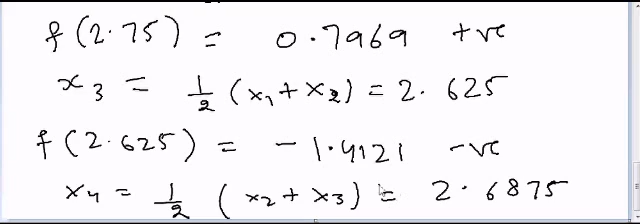 f(2.75) = 0.7969 +ve
x3 = 1/2 (x1 + x2) = 2.625
f(2.625) = -1.4121 -ve
x4 = 1/2 (x2 + x3) = 2.6875